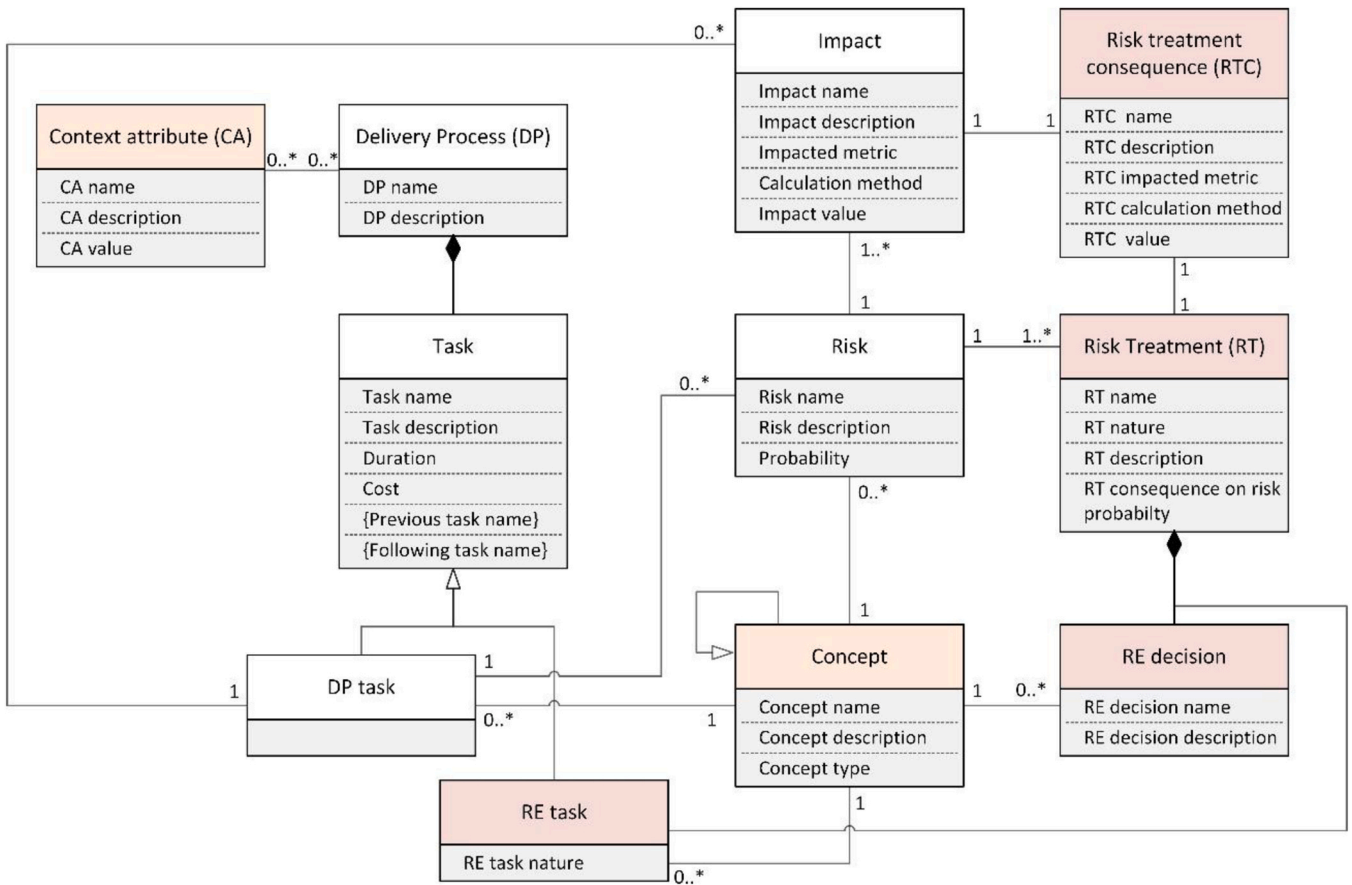 0..*
Impact
Impact name
Impact description
Impacted metric
Calculation method
Impact value
1
1
1..*
Risk treatment
consequence (RTC)
RTC name
RTC description
RTC impacted metric
RTC calculation method
RTC value
1
Context attribute (CA)
CA name
CA description
CA value
0..*
0..*
Delivery Process (DP)
DP name
DP description
Task
Task name
Task description
Duration
Cost
{Previous task name}
{Following task name}
1
Risk
Risk name
Risk description
Probability
0..*
0..*
1
1..*
1
Risk Treatment (RT)
RT name
RT nature
RT description
RT consequence on risk
probabilty
1
DP task
1
0..*
1
1
Concept
Concept name
Concept description
Concept type
1
0..*
1
RE decision
RE decision name
RE decision description
RE task
RE task nature
0..*